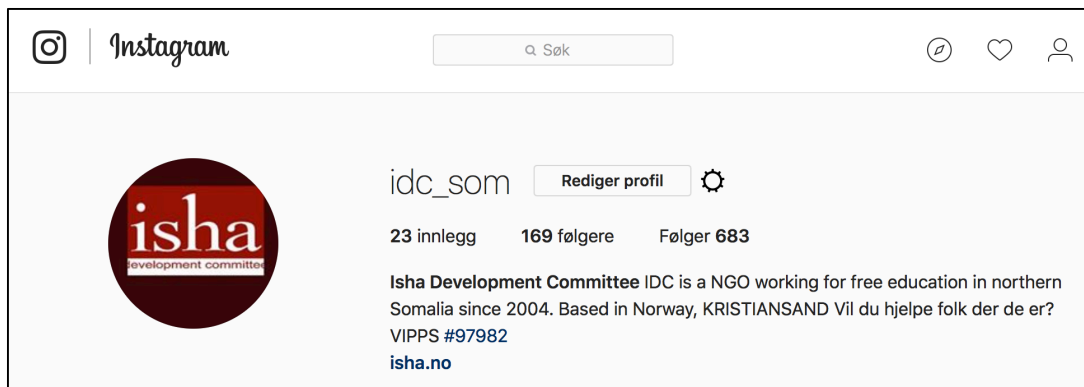 Instagram
Søk
isha
development committee
idc_som Rediger profil
23 innlegg 169 følgere Følger 683
Isha Development Committee IDC is a NGO working for free education in northern
Somalia since 2004. Based in Norway, KRISTIANSAND Vil du hjelpe folk der de er?
VIPPS #97982
isha.no